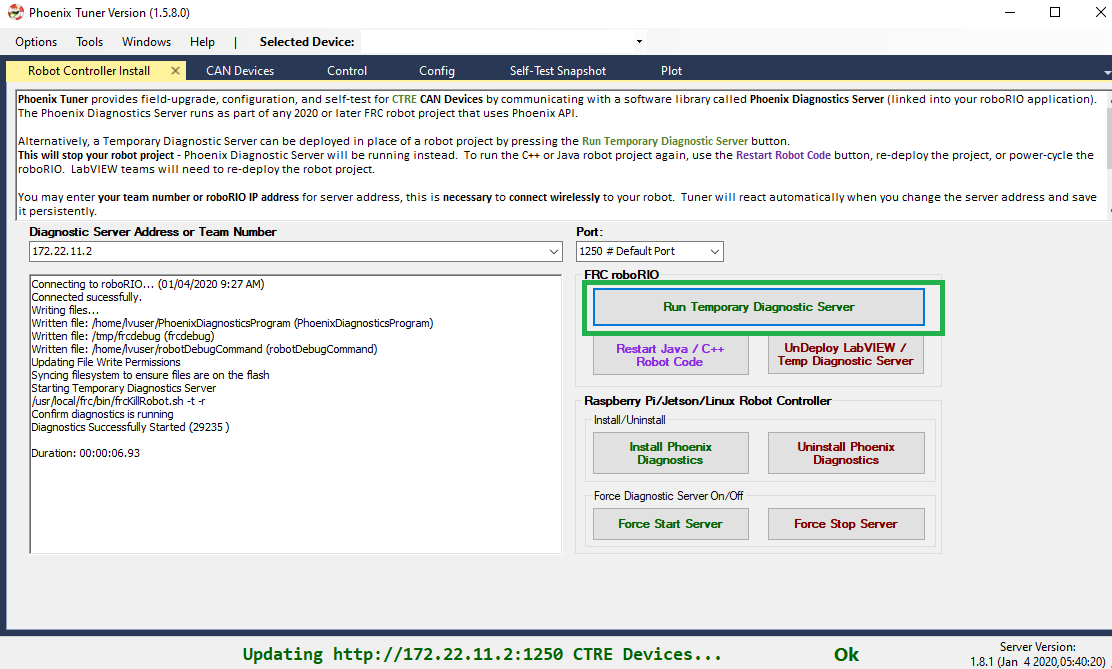 Phoenix Tuner Version (1.5.8.0)
Options Tools Windows Help | Selected Device:
Robot Controller Install CAN Devices Control Config Self-Test Snapshot Plot
Phoenix Tuner provides field-upgrade, configuration, and self-test for CTRE CAN Devices by communicating with a software library called Phoenix Diagnostics Server (linked into your roboRIO application).
The Phoenix Diagnostics Server runs as part of any 2020 or later FRC robot project that uses Phoenix API.
Alternatively, a Temporary Diagnostic Server can be deployed in place of a robot project by pressing the Run Temporary Diagnostic Server button.
This will stop your robot project - Phoenix Diagnostic Server will be running instead. To run the C++ or Java robot project again, use the Restart Robot Code button, re-deploy the project, or power-cycle the
roboRIO. LabVIEW teams will need to re-deploy the robot project.
You may enter your team number or roboRIO IP address for server address, this is necessary to connect wirelessly to your robot. Tuner will react automatically when you change the server address and save
it persistently.
Diagnostic Server Address or Team Number
172.22.11.2
Port:
1250 # Default Port
Connecting to roboRIO... (01/04/2020 9:27 AM)
Connected sucessfully.
Writing files...
Written file: /home/lvuser/PhoenixDiagnosticsProgram (PhoenixDiagnosticsProgram)
Written file: /tmp/frcdebug (frcdebug)
Written file: /home/lvuser/robotDebugCommand (robotDebugCommand)
Updating File Write Permissions
Syncing filesystem to ensure files are on the flash
Starting Temporary Diagnostics Server
/usr/local/frc/bin/frcKillRobot.sh -t -r
Confirm diagnostics is running
Diagnostics Successfully Started (29235 )
Duration: 00:00:06.93
FRC roboRIO
Run Temporary Diagnostic Server
Restart Java / C++
Robot Code
UnDeploy LabVIEW /
Temp Diagnostic Server
Raspberry Pi/Jetson/Linux Robot Controller
Install/Uninstall
Install Phoenix
Diagnostics
Uninstall Phoenix
Diagnostics
Force Diagnostic Server On/Off
Force Start Server
Force Stop Server
Updating http://172.22.11.2:1250 CTRE Devices...
Ok
Server Version:
1.8.1 (Jan 4 2020,05:40:20)